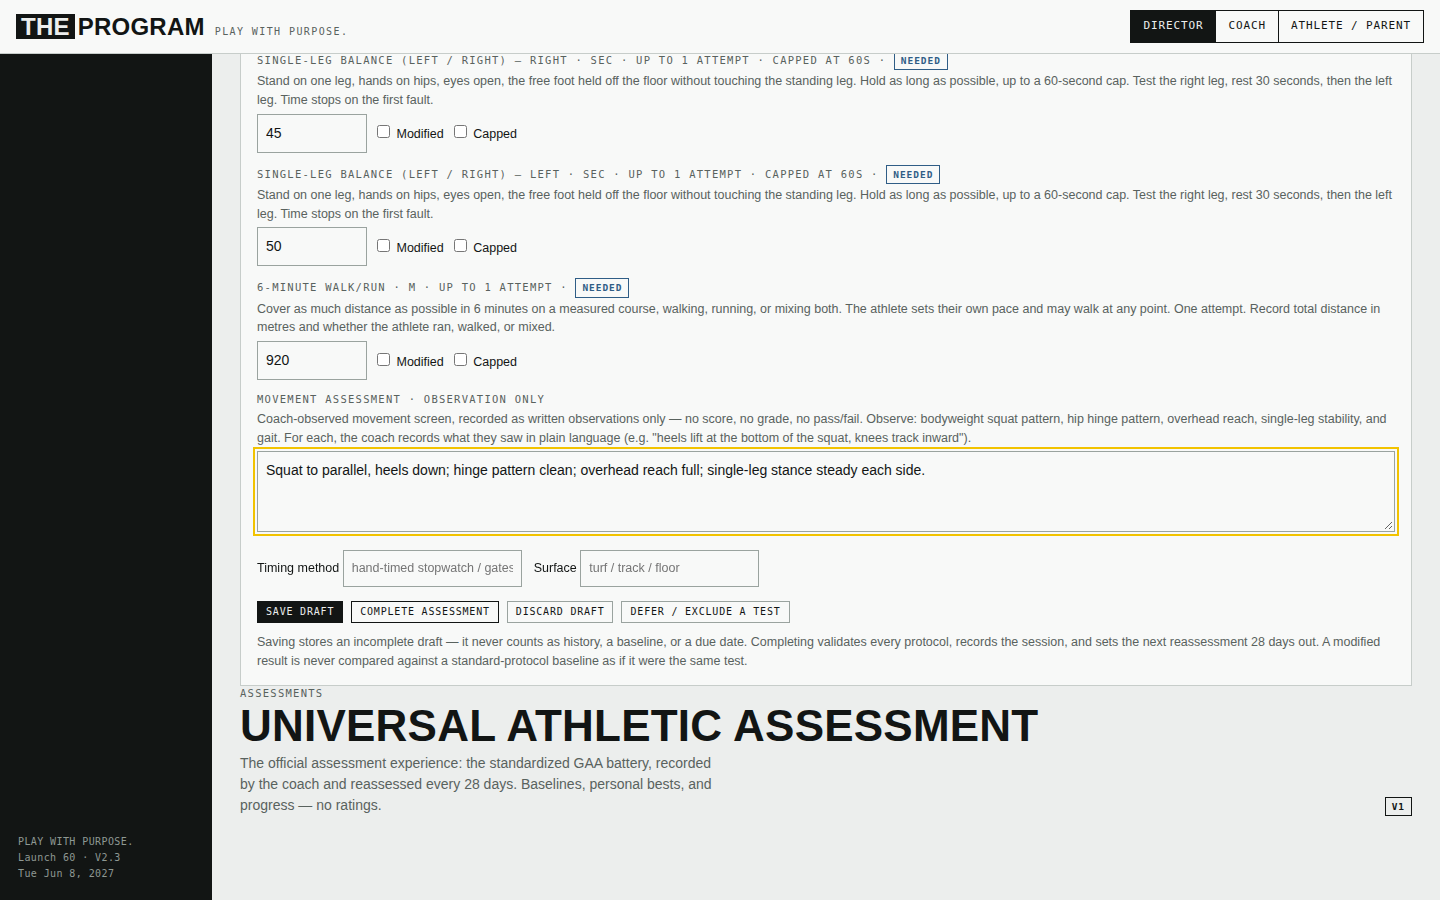 THE PROGRAM PLAY WITH PURPOSE.
DIRECTOR COACH ATHLETE / PARENT
SINGLE-LEG BALANCE (LEFT / RIGHT) — RIGHT · SEC · UP TO 1 ATTEMPT · CAPPED AT 60S · NEEDED
Stand on one leg, hands on hips, eyes open, the free foot held off the floor without touching the standing leg. Hold as long as possible, up to a 60-second cap. Test the right leg, rest 30 seconds, then the left
leg. Time stops on the first fault.
45 Modified Capped
SINGLE-LEG BALANCE (LEFT / RIGHT) — LEFT · SEC · UP TO 1 ATTEMPT · CAPPED AT 60S · NEEDED
Stand on one leg, hands on hips, eyes open, the free foot held off the floor without touching the standing leg. Hold as long as possible, up to a 60-second cap. Test the right leg, rest 30 seconds, then the left
leg. Time stops on the first fault.
50 Modified Capped
6-MINUTE WALK/RUN · M · UP TO 1 ATTEMPT · NEEDED
Cover as much distance as possible in 6 minutes on a measured course, walking, running, or mixing both. The athlete sets their own pace and may walk at any point. One attempt. Record total distance in
metres and whether the athlete ran, walked, or mixed.
920 Modified Capped
MOVEMENT ASSESSMENT · OBSERVATION ONLY
Coach-observed movement screen, recorded as written observations only — no score, no grade, no pass/fail. Observe: bodyweight squat pattern, hip hinge pattern, overhead reach, single-leg stability, and
gait. For each, the coach records what they saw in plain language (e.g. "heels lift at the bottom of the squat, knees track inward").
Squat to parallel, heels down; hinge pattern clean; overhead reach full; single-leg stance steady each side.
Timing method hand-timed stopwatch / gates Surface turf / track / floor
SAVE DRAFT COMPLETE ASSESSMENT DISCARD DRAFT DEFER / EXCLUDE A TEST
Saving stores an incomplete draft — it never counts as history, a baseline, or a due date. Completing validates every protocol, records the session, and sets the next reassessment 28 days out. A modified
result is never compared against a standard-protocol baseline as if it were the same test.
ASSESSMENTS
UNIVERSAL ATHLETIC ASSESSMENT
The official assessment experience: the standardized GAA battery, recorded
by the coach and reassessed every 28 days. Baselines, personal bests, and
progress — no ratings.
V1
PLAY WITH PURPOSE.
Launch 60 · V2.3
Tue Jun 8, 2027